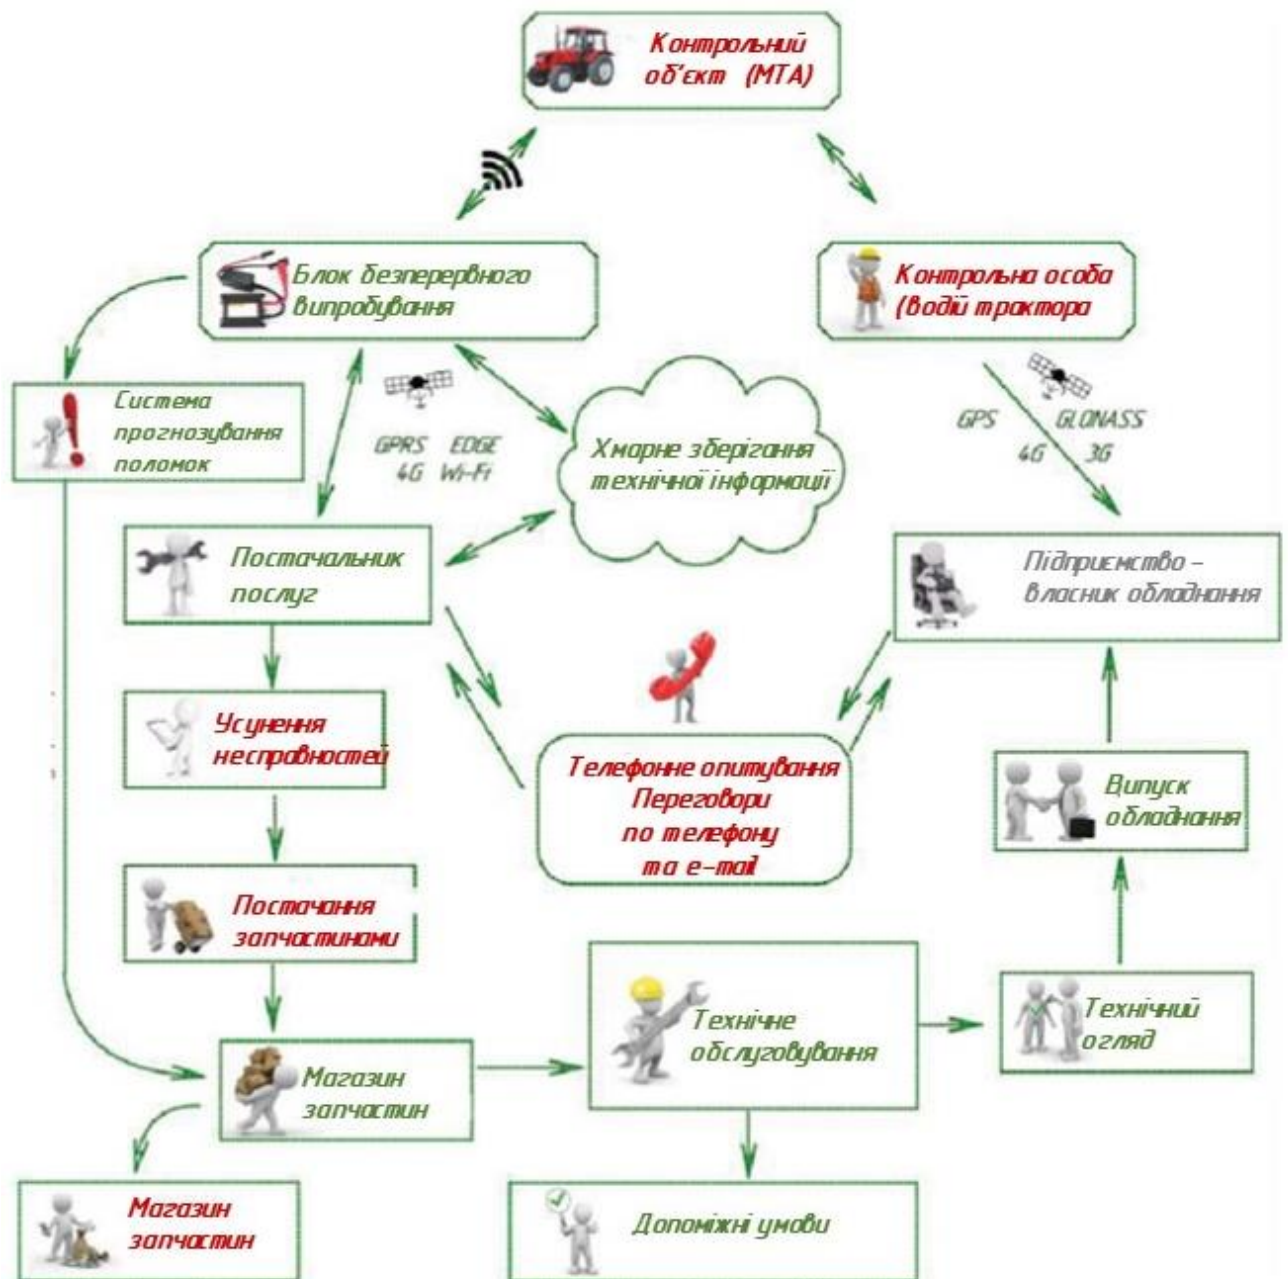 Контрольний
об'єкт (МТА)
Блок безперервного
випробування
Контрольна особа
(водій трактора
Система
прогнозування
поломок
GPRS EDGE
4G Wi-Fi
Хмарне зберігання
технічної інформації
GPS GLONASS
4G 3G
Постачальник
послуг
Підприємство -
власник обладнання
Усунення
несправностей
Телефонне опитування
Переговори
по телефону
та e-mail
Випуск
обладнання
Постачання
запчастинами
Технічне
обслуговування
Технічний
огляд
Магазин
запчастин
Магазин
запчастин
Допоміжні умови